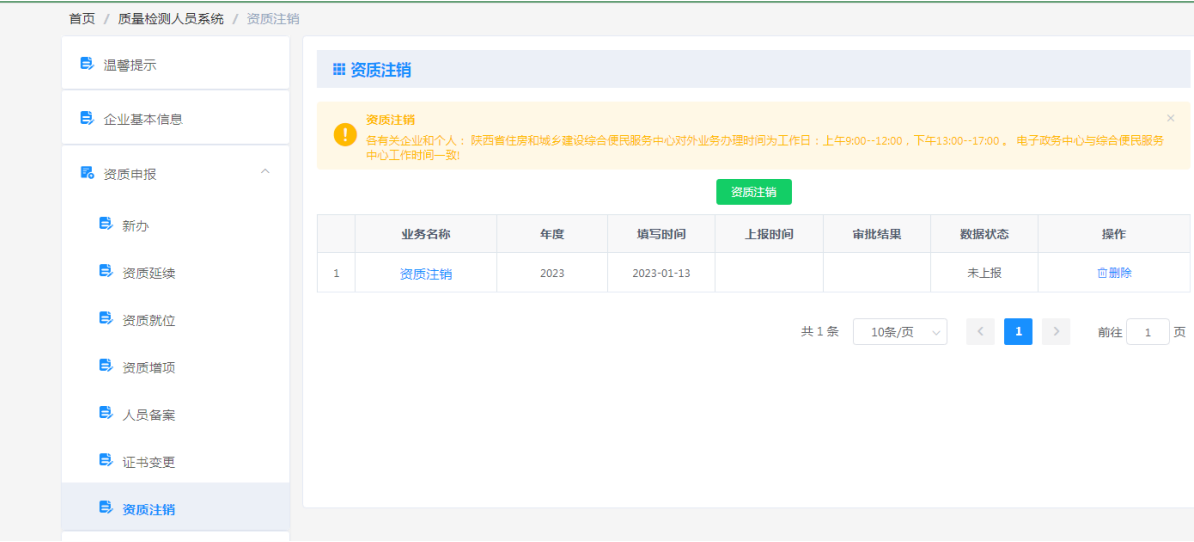 首页 / 质量检测人员系统 / 资质注销
温馨提示
企业基本信息
资质申报
新办
资质延续
资质就位
资质增项
人员备案
证书变更
资质注销
资质注销
资质注销
各有关企业和个人： 陕西省住房和城乡建设综合便民服务中心对外业务办理时间为工作日：上午9:00--12:00，下午13:00--17:00 。 电子政务中心与综合便民服务
中心工作时间一致!
资质注销
业务名称 年度 填写时间 上报时间 审批结果 数据状态 操作
1 资质注销 2023 2023-01-13 未上报 删除
共 1 条 10条/页 < 1 > 前往 1 页